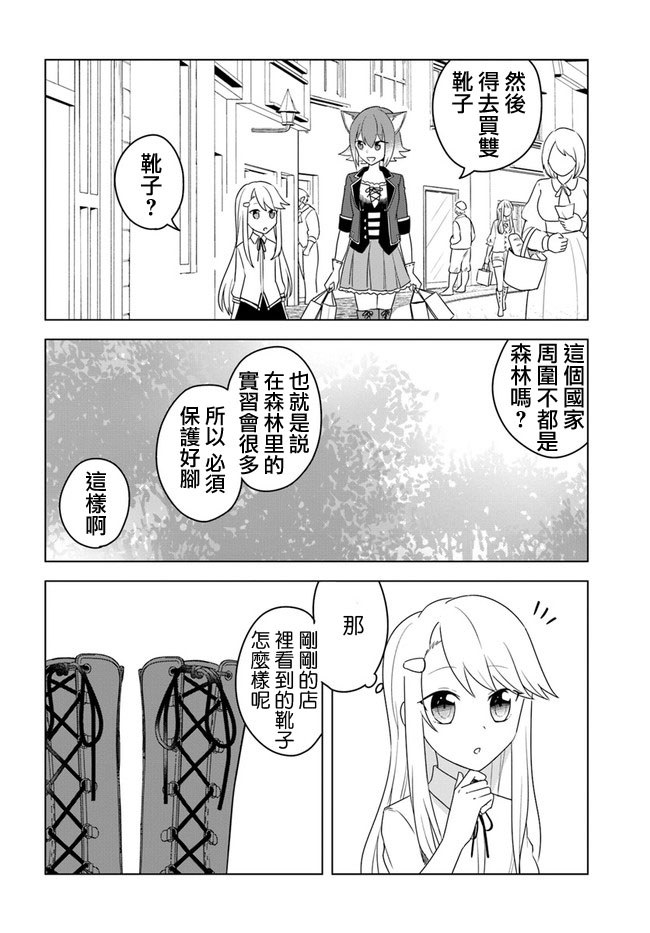 然後
得去買雙
靴子
靴子？
這個國家
周圍不都是
森林嗎？
也就是說
在森林里的
實習會很多
所以 必須
保護好腳
這樣啊
那
剛剛的店
裡看到的靴子
怎麼樣呢